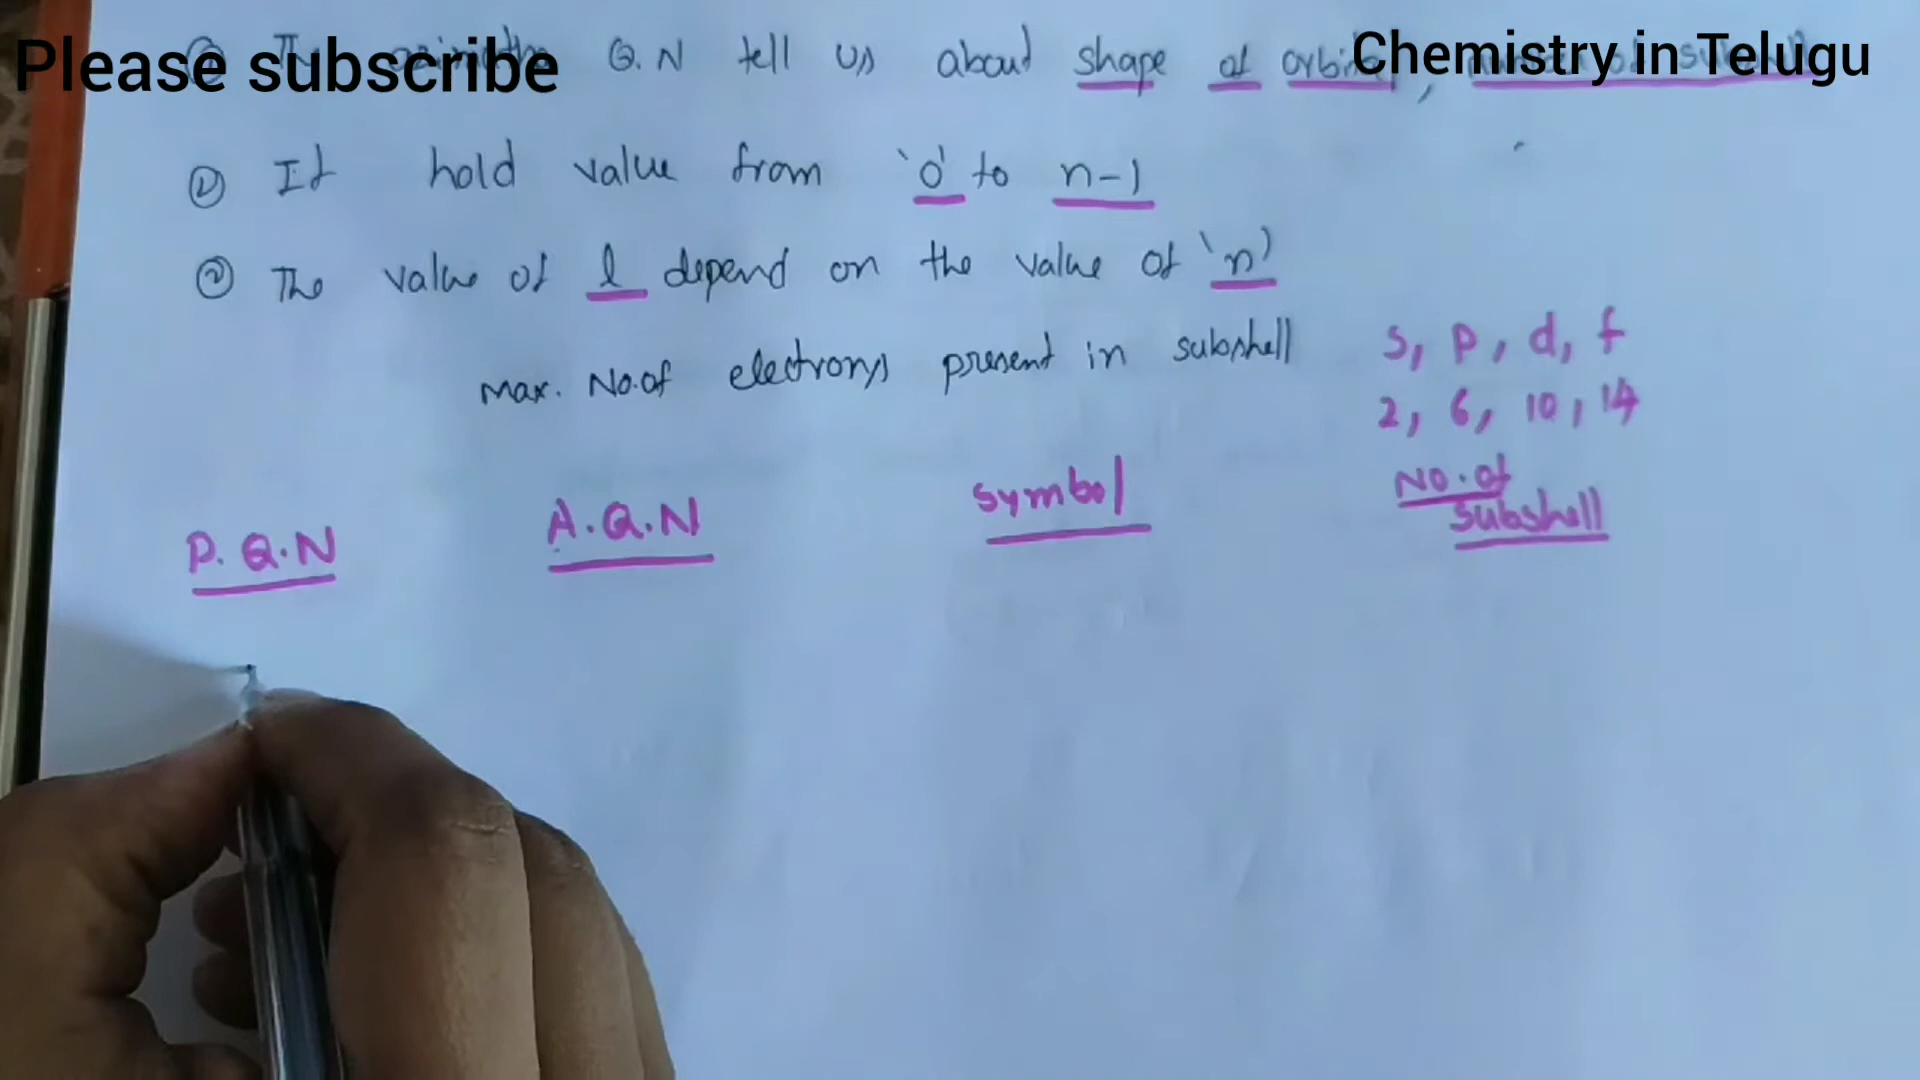 Please subscribe
Chemistry in Telugu
Q.N tell us about shape of orbital,
① It hold value from '0' to n-1
② The value of l depend on the value of 'n'
max. No.of electrons present in subshell
s, p, d, f
2, 6, 10, 14
P.Q.N
A.Q.N
Symbol
No.of
Subshell